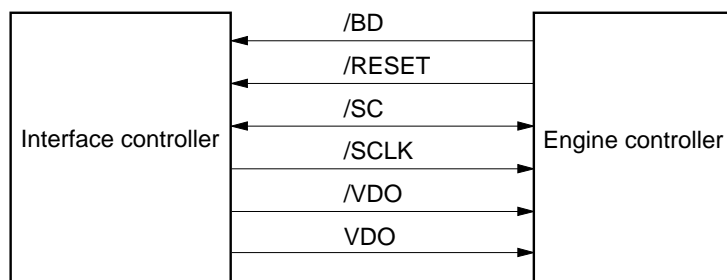 /BD
/RESET
/SC
Interface controller
Engine controller
/SCLK
/VDO
VDO